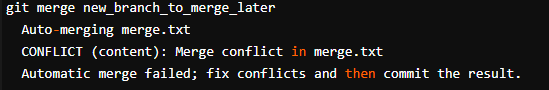 git merge new_branch_to_merge_later
Auto-merging merge.txt
CONFLICT (content): Merge conflict in merge.txt
Automatic merge failed; fix conflicts and then commit the result.